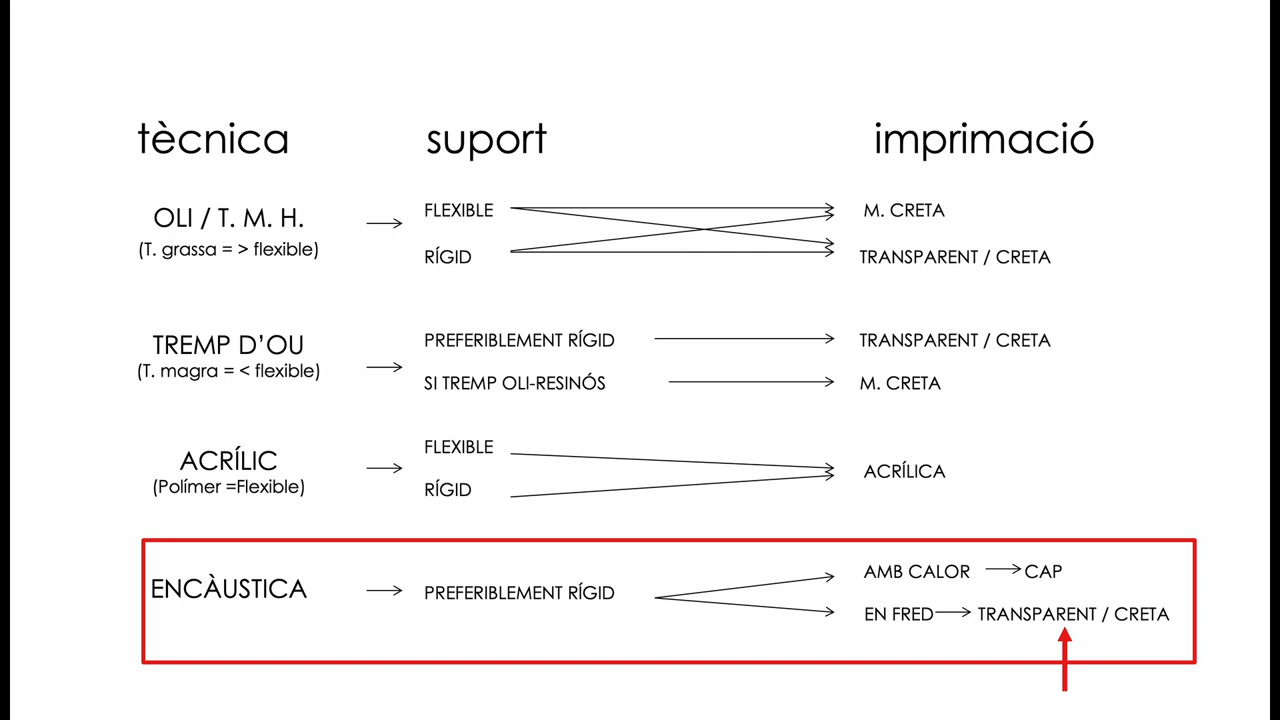 tècnica suport imprimació
OLI / T. M. H.
(T. grassa = > flexible)
FLEXIBLE
RÍGID
M. CRETA
TRANSPARENT / CRETA
TREMP D’OU
(T. magra = < flexible)
PREFERIBLEMENT RÍGID
SI TREMP OLI-RESINÓS
TRANSPARENT / CRETA
M. CRETA
ACRÍLIC
(Polímer =Flexible)
FLEXIBLE
RÍGID
ACRÍLICA
ENCÀUSTICA
PREFERIBLEMENT RÍGID
AMB CALOR CAP
EN FRED TRANSPARENT / CRETA